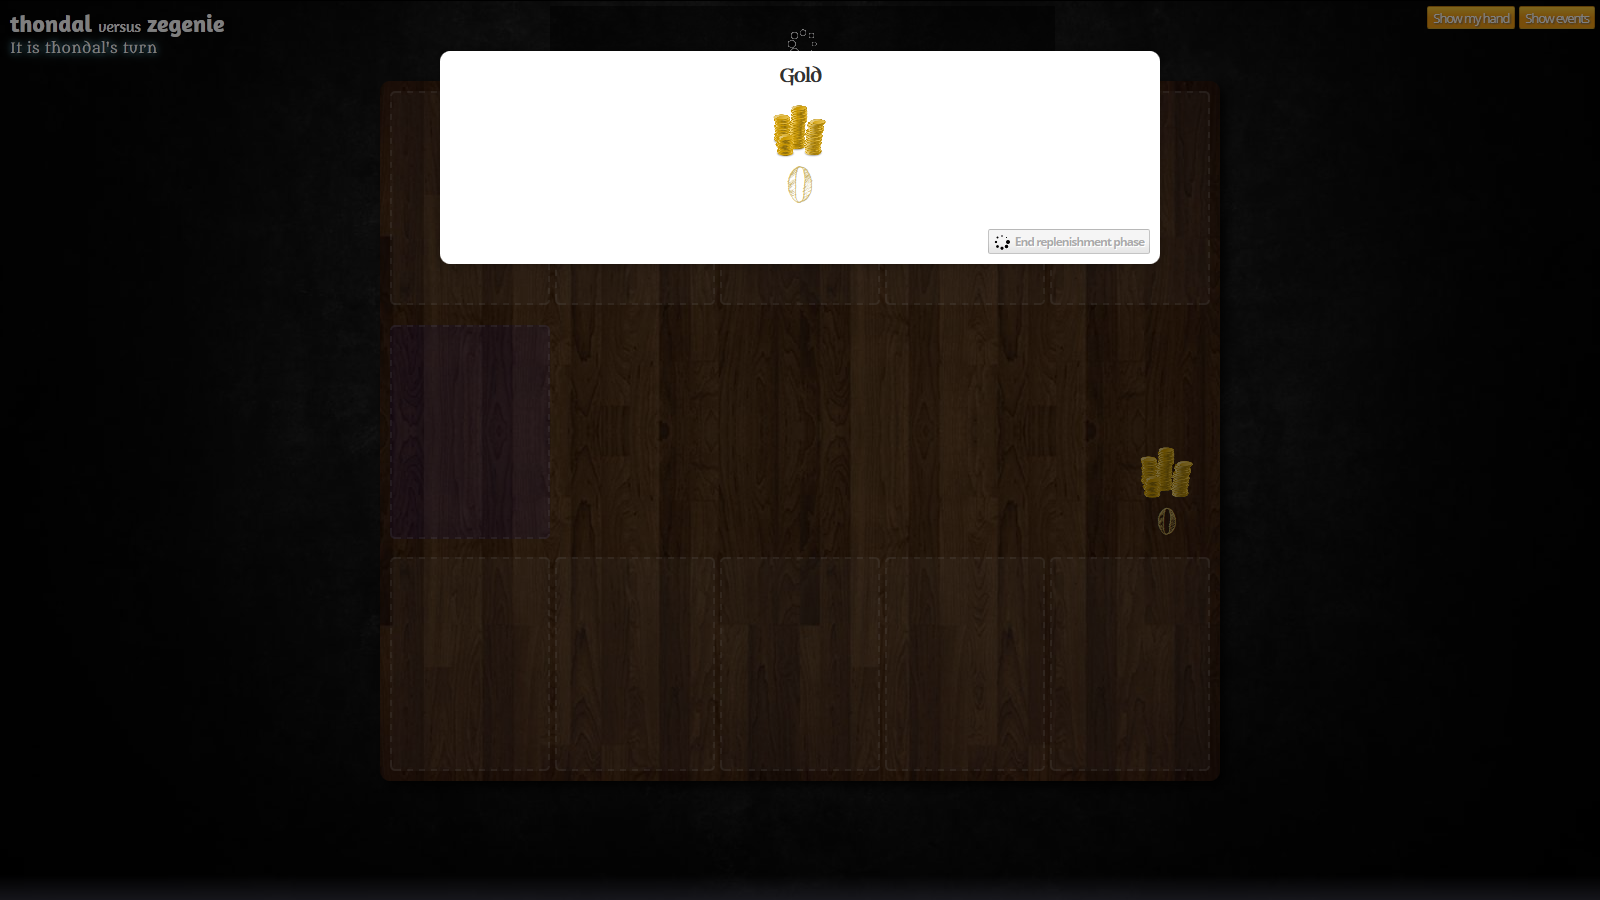 thondal versus zegenie
It is thondal's turn
Show my hand
Show events
Gold
0
End replenishment phase
0